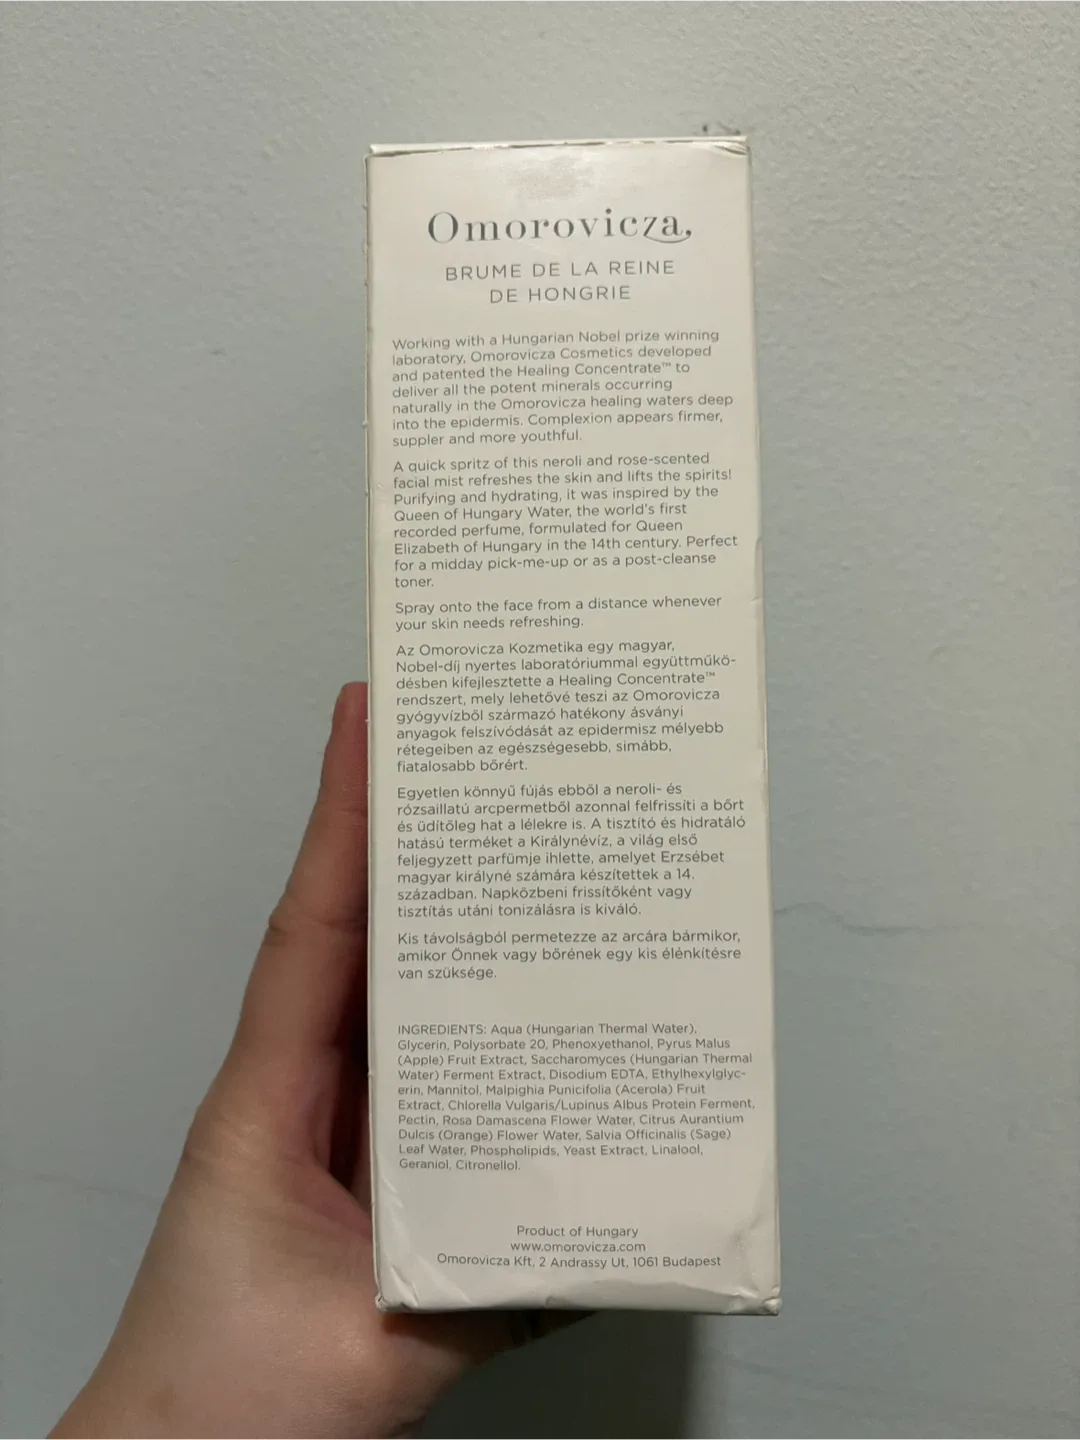 Omorovicza,
BRUME DE LA REINE
DE HONGRIE
Working with a Hungarian Nobel prize winning
laboratory, Omorovicza Cosmetics developed
and patented the Healing Concentrate™ to
deliver all the potent minerals occurring
naturally in the Omorovicza healing waters deep
into the epidermis. Complexion appears firmer,
suppler and more youthful.
A quick spritz of this neroli and rose-scented
facial mist refreshes the skin and lifts the spirits!
Purifying and hydrating, it was inspired by the
Queen of Hungary Water, the world's first
recorded perfume, formulated for Queen
Elizabeth of Hungary in the 14th century. Perfect
for a midday pick-me-up or as a post-cleanse
toner.
Spray onto the face from a distance whenever
your skin needs refreshing.
Az Omorovicza Kozmetika egy magyar,
Nobel-díj nyertes laboratóriummal együttműkö-
désben kifejlesztette a Healing Concentrate™
rendszert, mely lehetővé teszi az Omorovicza
gyógyvízből származó hatékony ásványi
anyagok felszívódását az epidermisz mélyebb
rétegeiben az egészségesebb, simább,
fiatalosabb bőrért.
Egyetlen könnyű fújás ebből a neroli- és
rózsaillatú arcpermetből azonnal felfrissíti a bőrt
és üdítőleg hat a lélekre is. A tisztító és hidratáló
hatású terméket a Királynévíz, a világ első
feljegyzett parfümje ihlette, amelyet Erzsébet
magyar királyné számára készítettek a 14.
században. Napközbeni frissítőként vagy
tisztítás utáni tonizálásra is kiváló.
Kis távolságból permetezze az arcára bármikor,
amikor Önnek vagy bőrének egy kis élénkítésre
van szüksége.
INGREDIENTS: Aqua (Hungarian Thermal Water),
Glycerin, Polysorbate 20, Phenoxyethanol, Pyrus Malus
(Apple) Fruit Extract, Saccharomyces (Hungarian Thermal
Water) Ferment Extract, Disodium EDTA, Ethylhexylglyc-
erin, Mannitol, Malpighia Punicifolia (Acerola) Fruit
Extract, Chlorella Vulgaris/Lupinus Albus Protein Ferment,
Pectin, Rosa Damascena Flower Water, Citrus Aurantium
Dulcis (Orange) Flower Water, Salvia Officinalis (Sage)
Leaf Water, Phospholipids, Yeast Extract, Linalool,
Geraniol, Citronellol.
Product of Hungary
www.omorovicza.com
Omorovicza Kft, 2 Andrassy Ut, 1061 Budapest